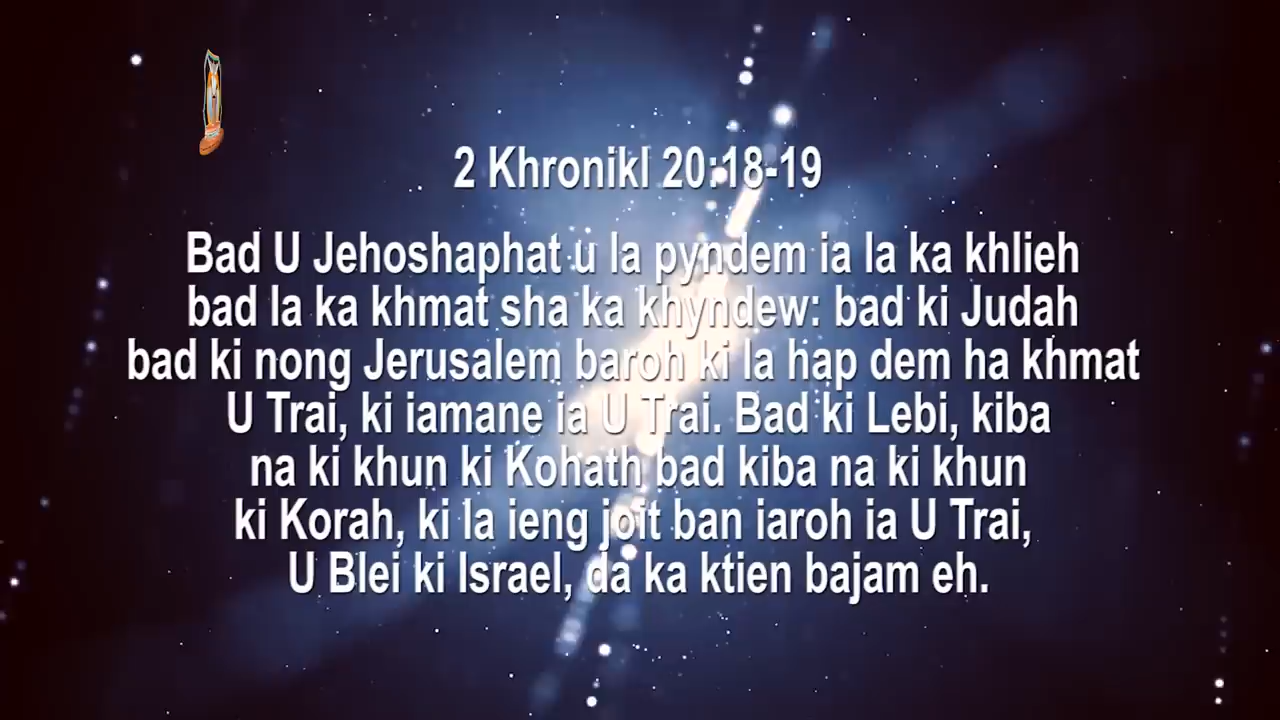 2 Khronikl 20:18-19
Bad U Jehoshaphat u la pyndem ia la ka khlieh
bad la ka khmat sha ka khyndew: bad ki Judah
bad ki nong Jerusalem baroh ki la hap dem ha khmat
U Trai, ki iamane ia U Trai. Bad ki Lebi, kiba
na ki khun ki Kohath bad kiba na ki khun
ki Korah, ki la ieng joit ban iaroh ia U Trai,
U Blei ki Israel, da ka ktien bajam eh.